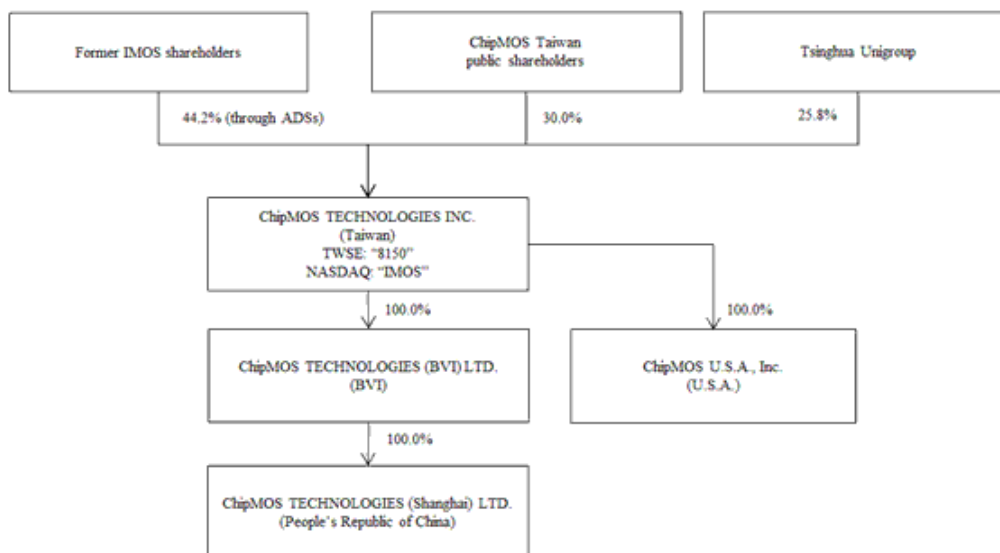 Former IMOS shareholders
ChipMOS Taiwan
public shareholders
Tsinghua Unigroup
44.2% (through ADSs)
30.0%
25.8%
ChipMOS TECHNOLOGIES INC.
(Taiwan)
TWSE: “8150”
NASDAQ: “IMOS”
100.0%
100.0%
ChipMOS TECHNOLOGIES (BVI) LTD.
(BVI)
ChipMOS U.S.A., Inc.
(U.S.A.)
100.0%
ChipMOS TECHNOLOGIES (Shanghai) LTD.
(People’s Republic of China)